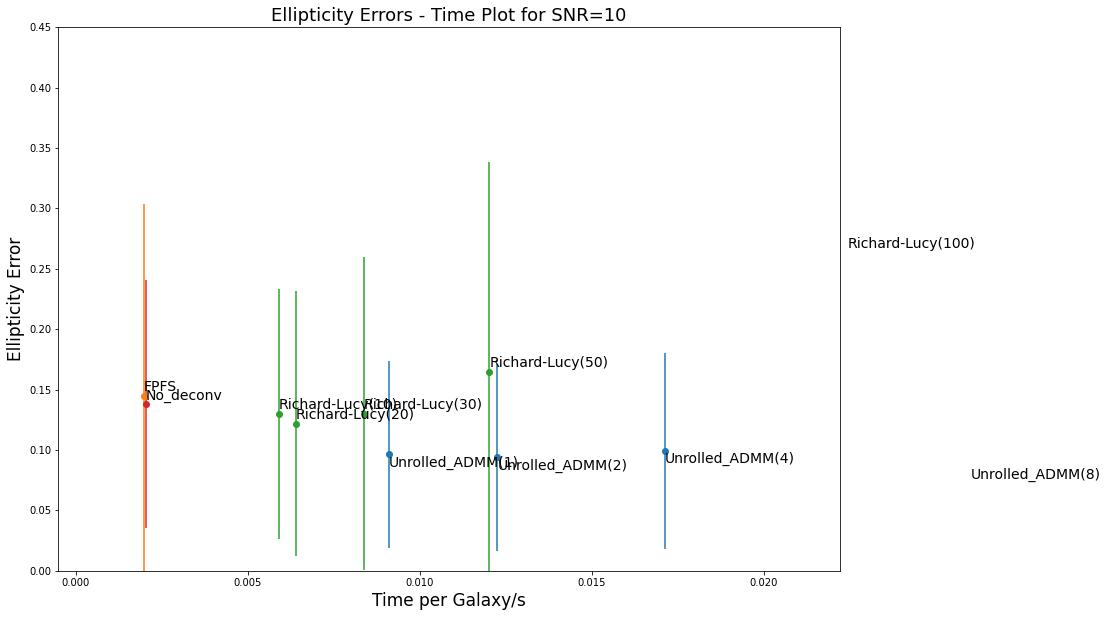 Ellipticity Errors - Time Plot for SNR=10
0.45
0.40
0.35
0.30
0.25
0.20
0.15
0.10
0.05
0.00
Ellipticity Error
Richard-Lucy(100)
Richard-Lucy(50)
FPFS
No_deconv
Richard-Lucy(10)
Richard-Lucy(30)
Richard-Lucy(20)
Unrolled_ADMM(1)
Unrolled_ADMM(2)
Unrolled_ADMM(4)
Unrolled_ADMM(8)
0.000
0.005
0.010
0.015
0.020
Time per Galaxy/s